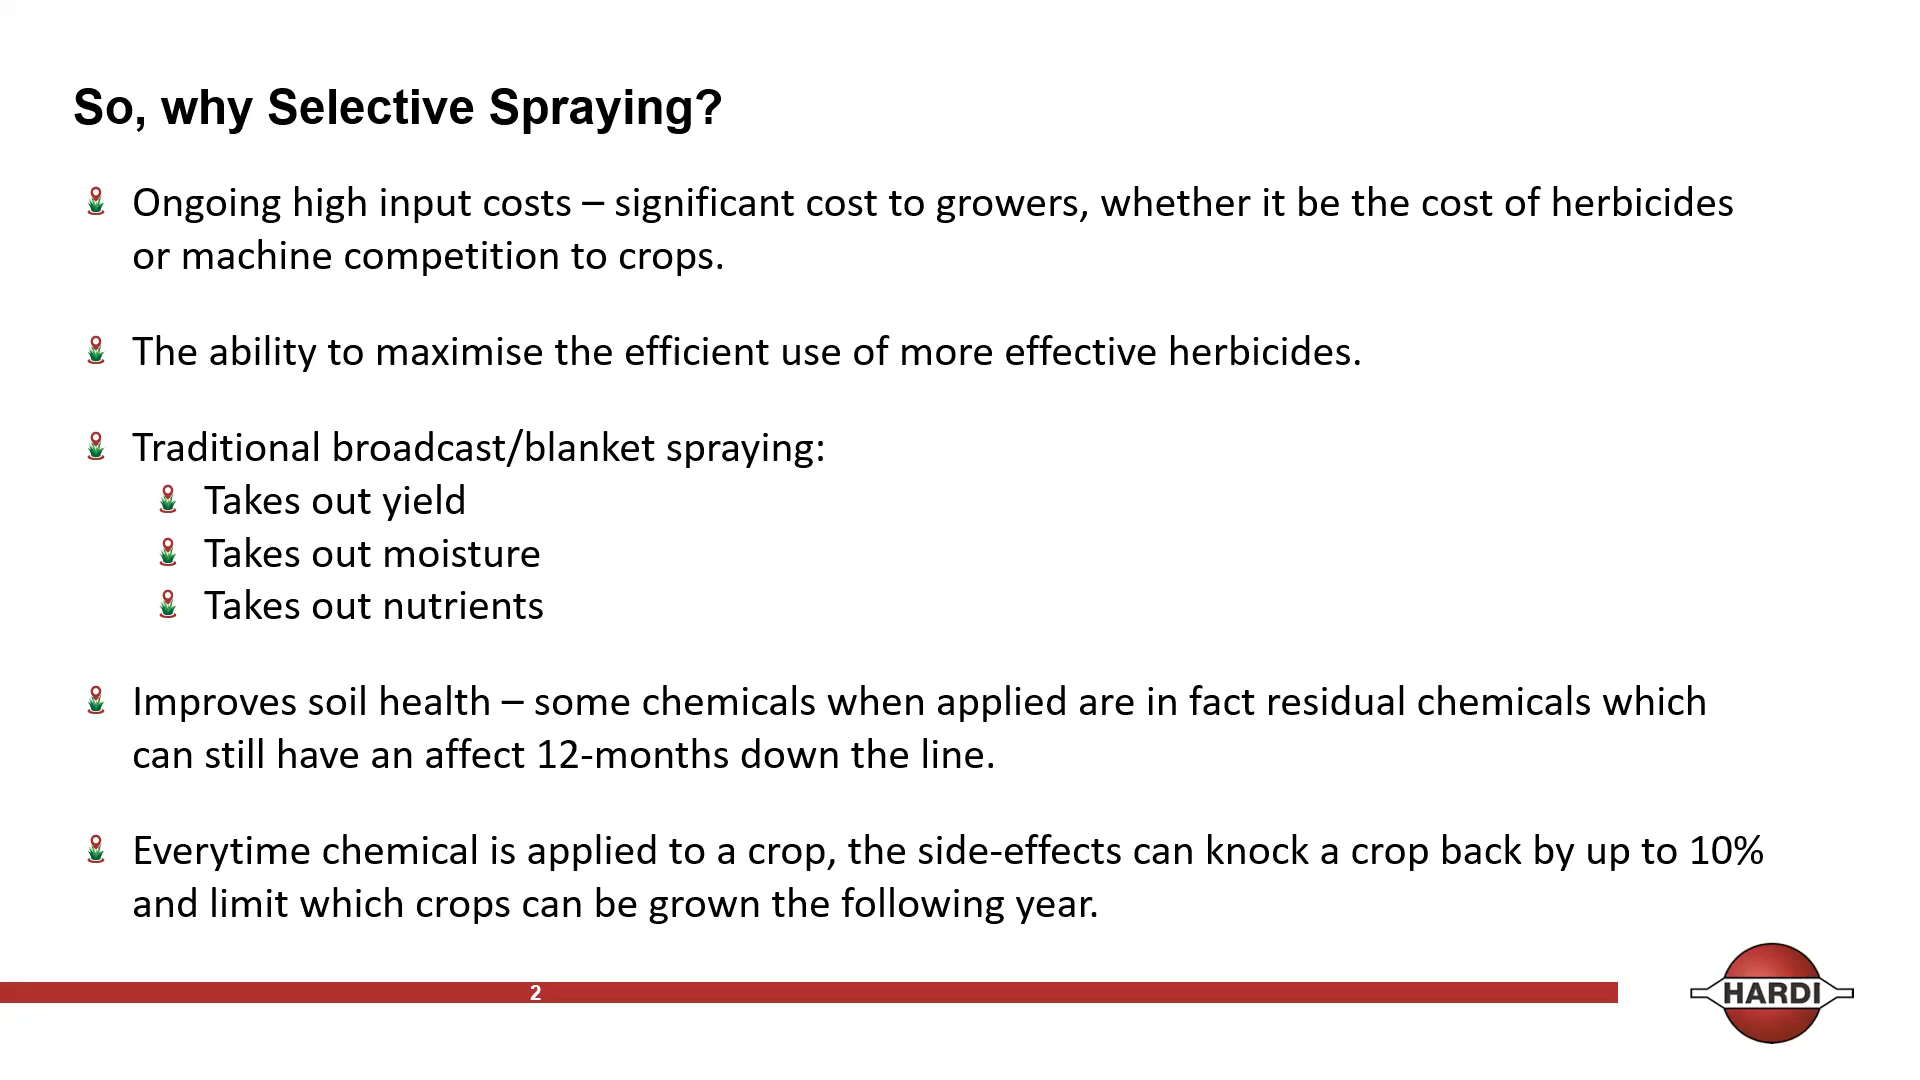 So, why Selective Spraying?
Ongoing high input costs – significant cost to growers, whether it be the cost of herbicides
or machine competition to crops.
The ability to maximise the efficient use of more effective herbicides.
Traditional broadcast/blanket spraying:
Takes out yield
Takes out moisture
Takes out nutrients
Improves soil health – some chemicals when applied are in fact residual chemicals which
can still have an affect 12-months down the line.
Everytime chemical is applied to a crop, the side-effects can knock a crop back by up to 10%
and limit which crops can be grown the following year.
2
HARDI